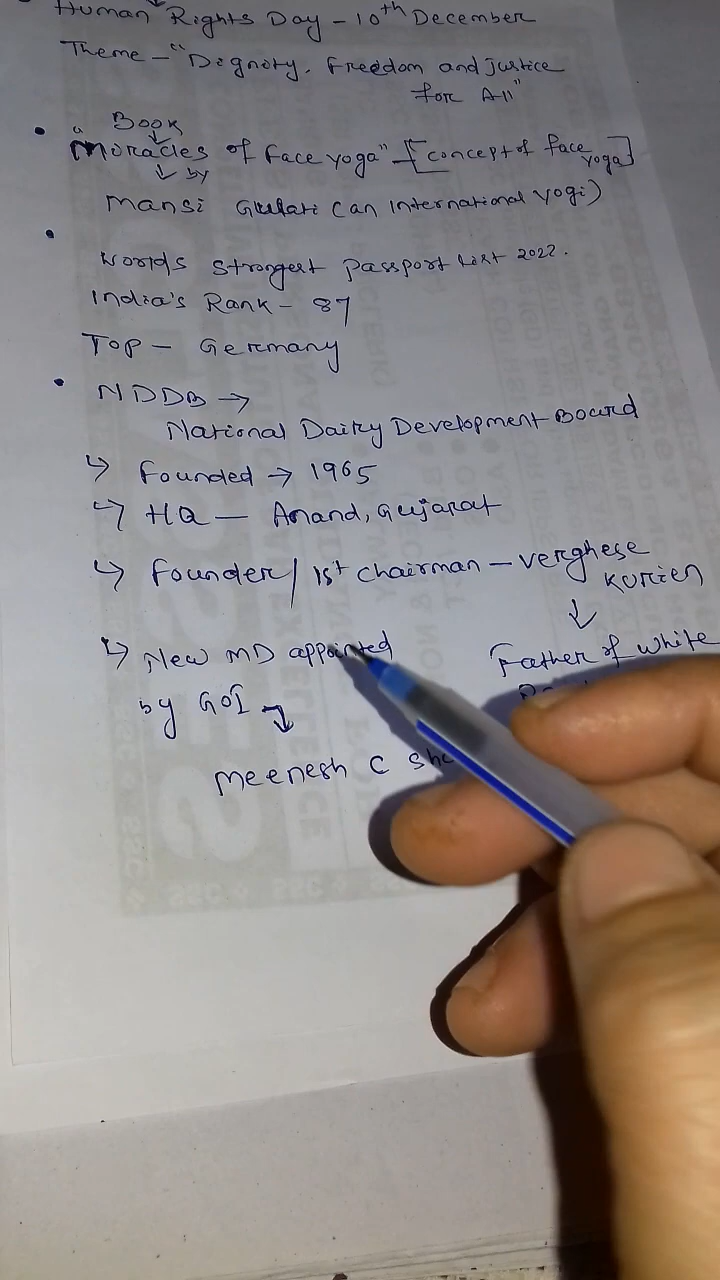 Human Rights Day - 10th December
Theme - "Dignity, Freedom and justice
for All"
Book
"Miracles of Face yoga" - [concept of face yoga]
by
Mansi Gulati (an International yogi)
World's strongest passport list 2022.
India's Rank - 87
Top - Germany
NDDB →
National Dairy Development Board
↳ Founded → 1965
↳ HQ - Anand, Gujarat
↳ Founder/1st chairman - Verghese
Kurien
↳ New MD appointed
Father of white
by GOI
Meenesh C